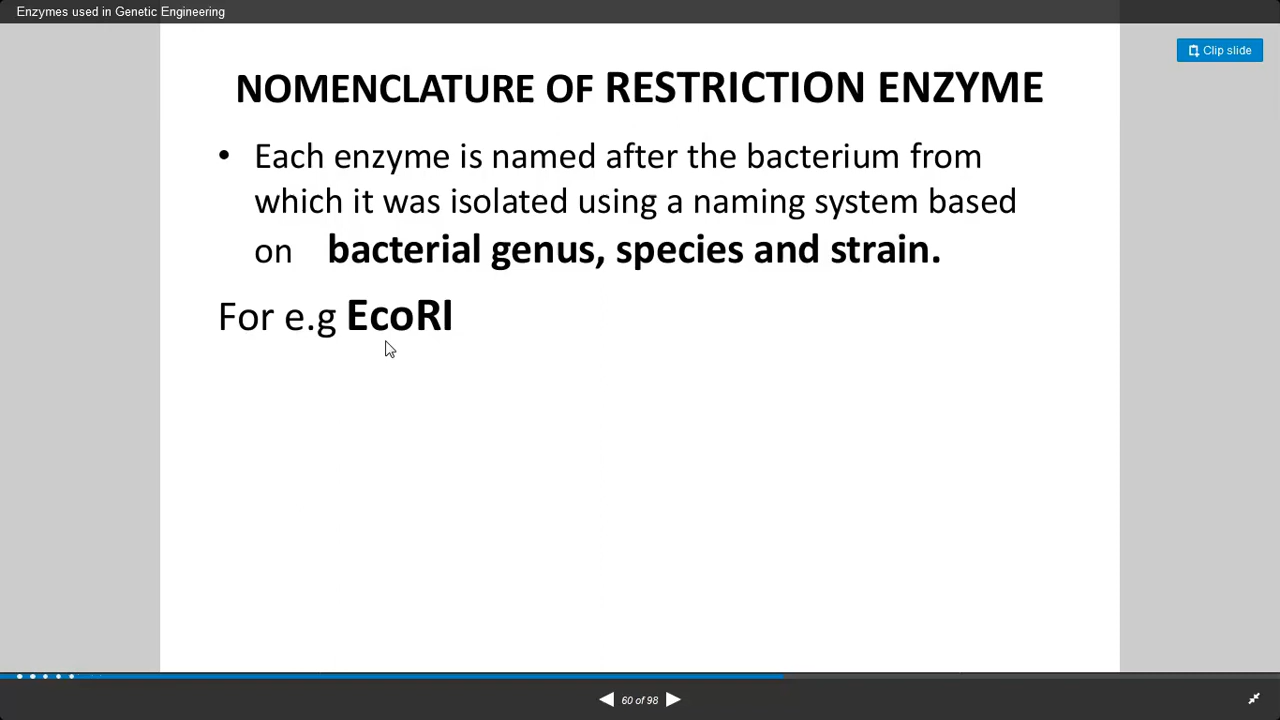 Enzymes used in Genetic Engineering
Clip slide
NOMENCLATURE OF RESTRICTION ENZYME
• Each enzyme is named after the bacterium from
which it was isolated using a naming system based
on bacterial genus, species and strain.
For e.g EcoRI
60 of 98